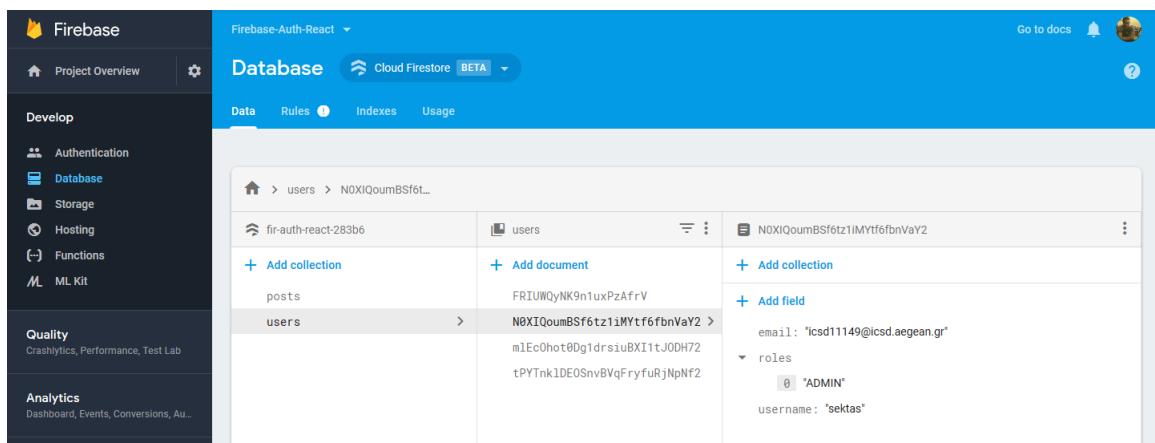 Firebase
Firebase-Auth-React
Go to docs
Project Overview
Database
Cloud Firestore BETA
Data Rules Indexes Usage
Develop
Authentication
Database
Storage
Hosting
Functions
ML Kit
Quality
Crashlytics, Performance, Test Lab
Analytics
Dashboard, Events, Conversions, Au...
users > N0XIQoumBSf6t...
fir-auth-react-283b6
+ Add collection
posts
users
users
+ Add document
FRIUWQyNK9n1uxPzAfrV
N0XIQoumBSf6tz1iMYtf6fbnVaY2
mlEcOhot0Dg1drsiuBXI1tJODH72
tPYTnklDEOSnvBVqFryfuRjNpNf2
N0XIQoumBSf6tz1iMYtf6fbnVaY2
+ Add collection
+ Add field
email: "icsd11149@icsd.aegean.gr"
roles
0 "ADMIN"
username: "sektas"